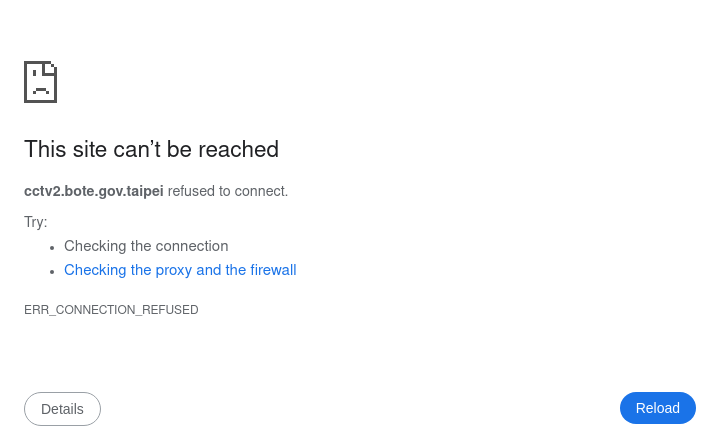 This site can’t be reached
cctv2.bote.gov.taipei refused to connect.
Try:
Checking the connection
Checking the proxy and the firewall
ERR_CONNECTION_REFUSED
Details
Reload